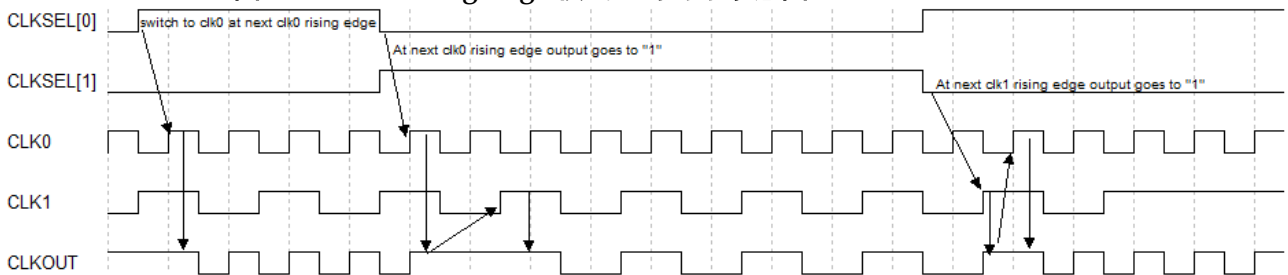 CLKSEL[0]
switch to clk0 at next clk0 rising edge
At next clk0 rising edge output goes to "1"
CLKSEL[1]
At next clk1 rising edge output goes to "1"
CLK0
CLK1
CLKOUT